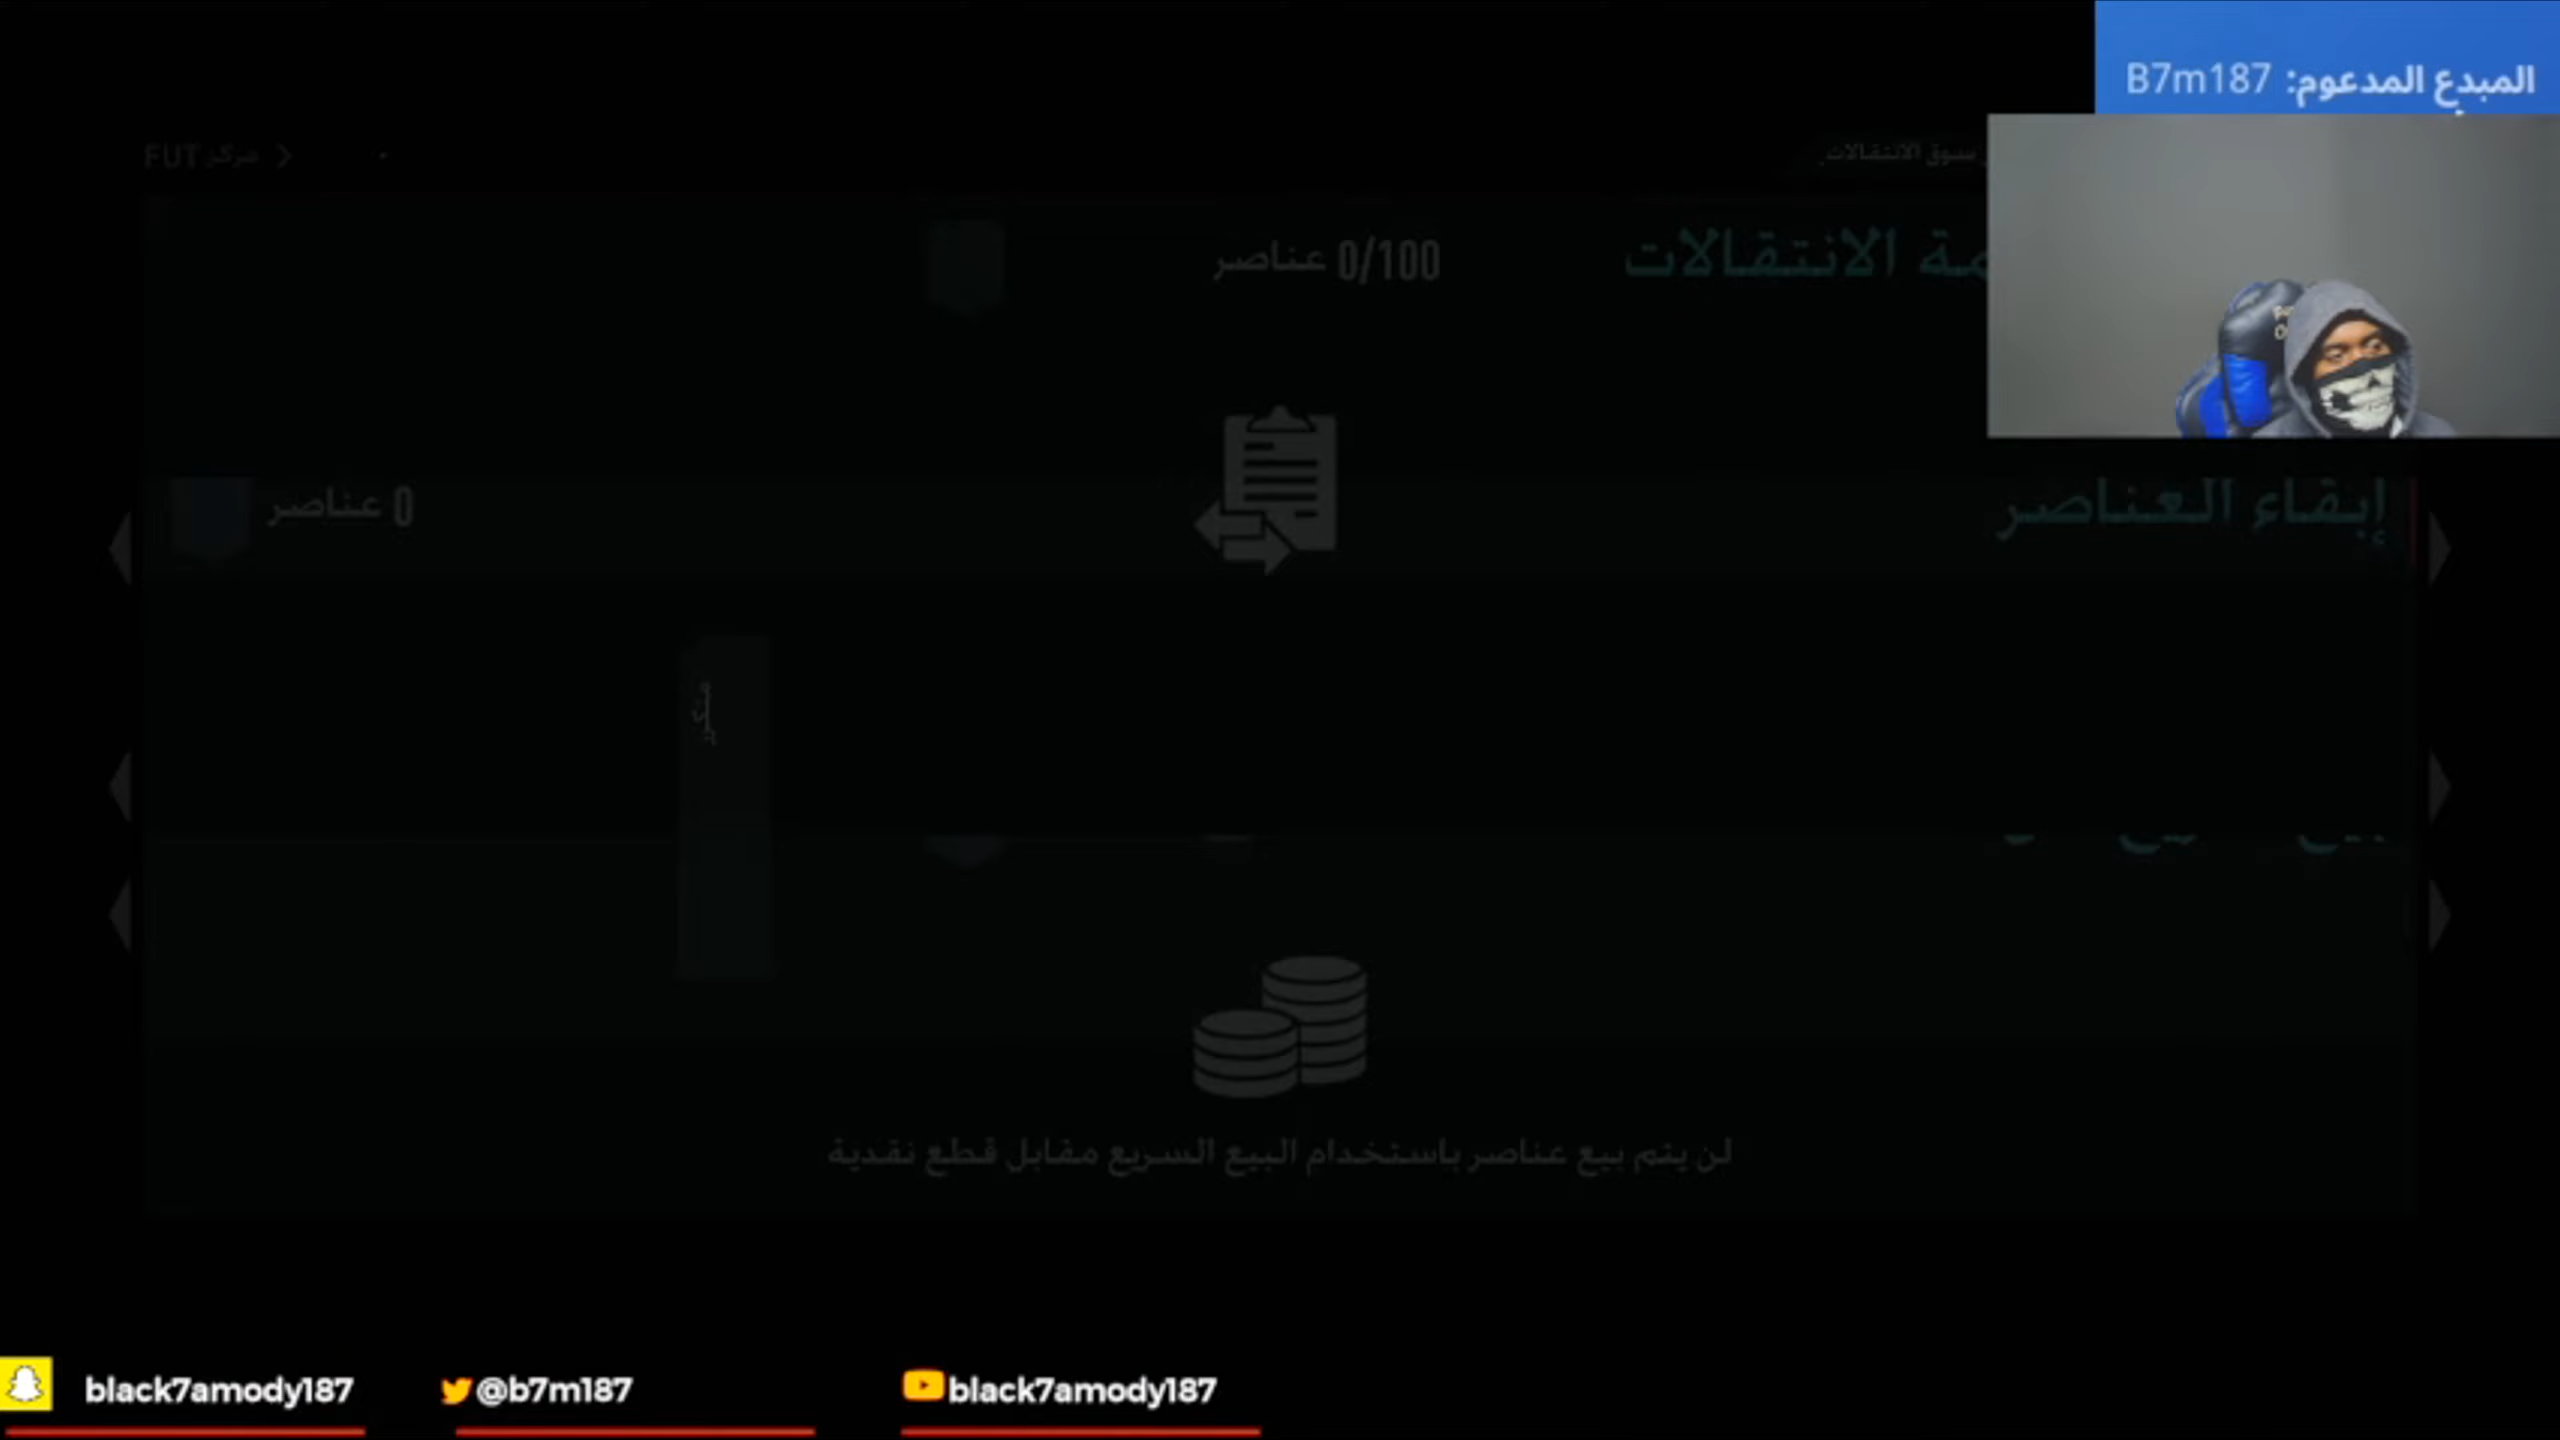 المبدع المدعوم: B7m187
مركز FUT
سوق الانتقالات
الانتقالات
0/100 عناصر
إبقاء العناصر
0 عناصر
لن يتم بيع عناصر باستخدام البيع السريع مقابل قطع نقدية
black7amody187
@b7m187
black7amody187